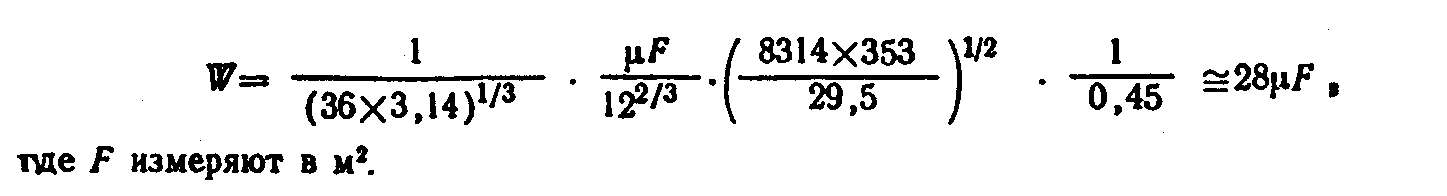 W = 1/(36×3,14)^{1/3} · μF/12^{2/3} · (8314×353/29,5)^{1/2} · 1/0,45 ≅ 28μF,
где F измеряют в м².